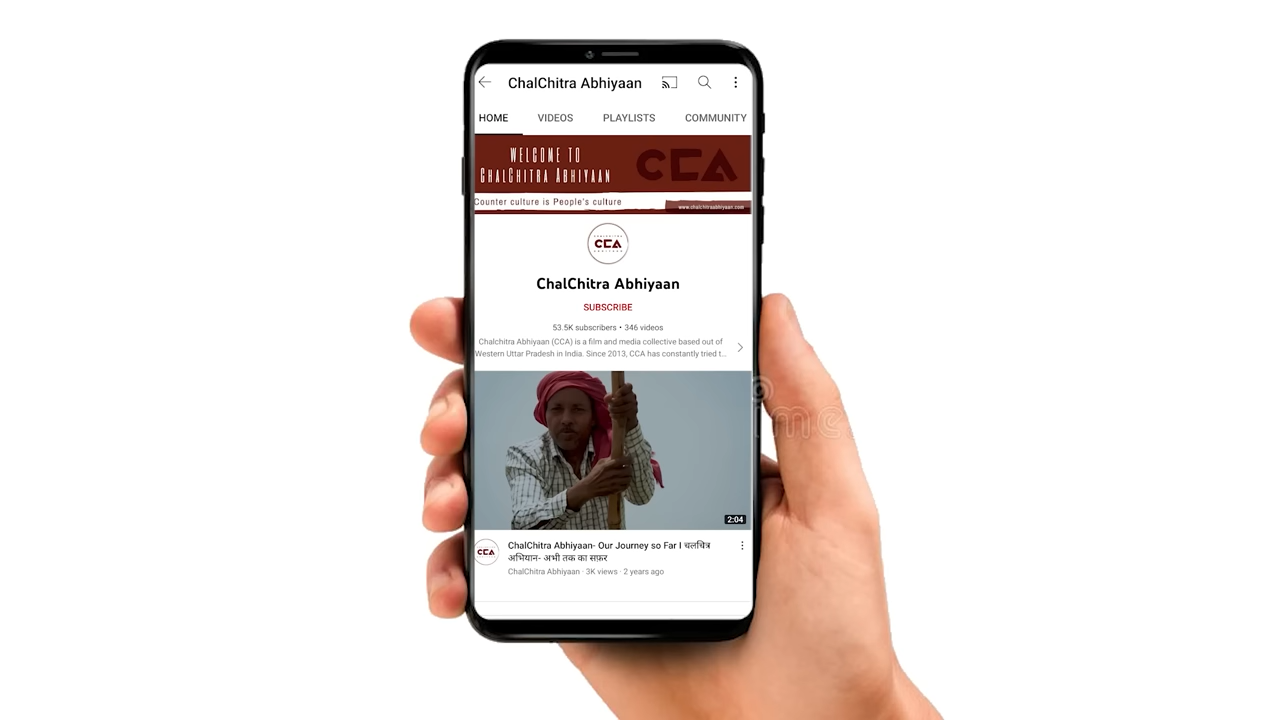 ChalChitra Abhiyaan
HOME VIDEOS PLAYLISTS COMMUNITY
WELCOME TO
CHALCHITRA ABHIYAAN
CCA
Counter culture is People's culture
www.chalchitraabhiyaan.com
CHALCHITRA
CCA
ABHIYAAN
ChalChitra Abhiyaan
SUBSCRIBE
53.5K subscribers • 346 videos
Chalchitra Abhiyaan (CCA) is a film and media collective based out of
Western Uttar Pradesh in India. Since 2013, CCA has constantly tried t...
2:04
CCA
ChalChitra Abhiyaan- Our Journey so Far l चलचित्र
अभियान- अभी तक का सफ़र
ChalChitra Abhiyaan · 3K views · 2 years ago